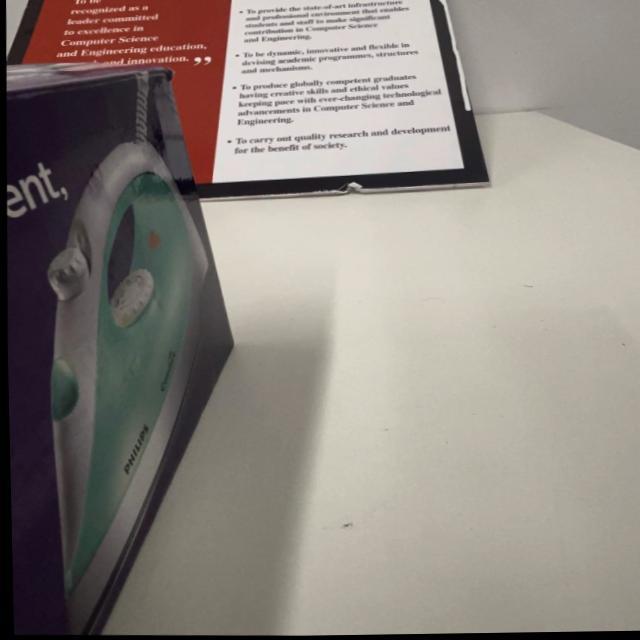 To be
recognized as a
leader committed
to excellence in
Computer Science
and Engineering education,
and innovation. ”
• To provide the state-of-art infrastructure
and professional environment that enables
students and staff to make significant
contribution in Computer Science
and Engineering.
• To be dynamic, innovative and flexible in
devising academic programmes, structures
and mechanisms.
• To produce globally competent graduates
having creative skills and ethical values
keeping pace with ever-changing technological
advancements in Computer Science and
Engineering.
• To carry out quality research and development
for the benefit of society.
ent,
PHILIPS